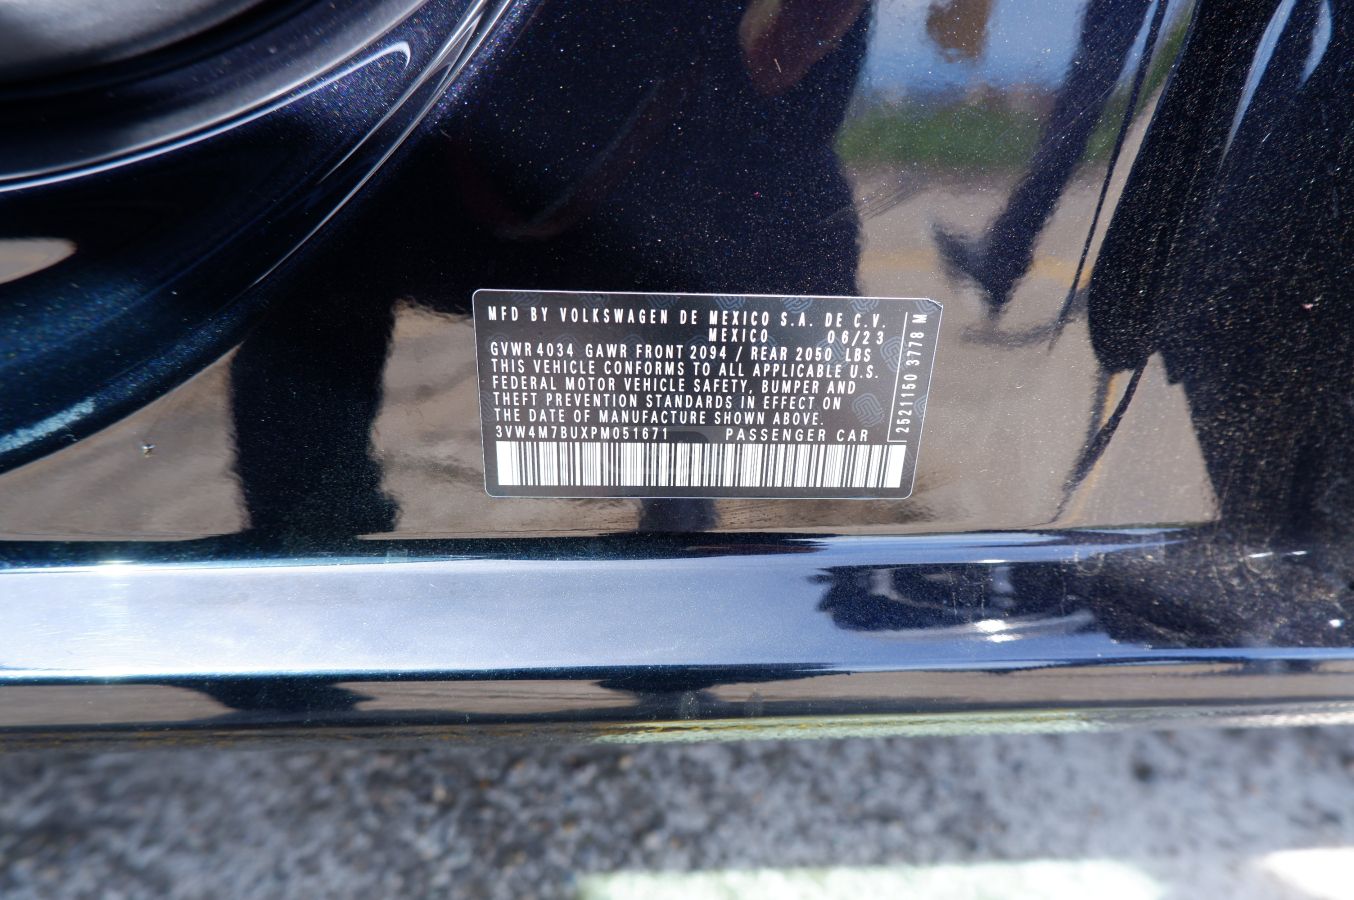 MFD BY VOLKSWAGEN DE MEXICO S.A. DE C.V.
MEXICO 06/23
GVWR 4034 GAWR FRONT 2094 / REAR 2050 LBS
THIS VEHICLE CONFORMS TO ALL APPLICABLE U.S.
FEDERAL MOTOR VEHICLE SAFETY, BUMPER AND
THEFT PREVENTION STANDARDS IN EFFECT ON
THE DATE OF MANUFACTURE SHOWN ABOVE.
3VW4M7BUXPM051671 PASSENGER CAR
2521150 3778 M